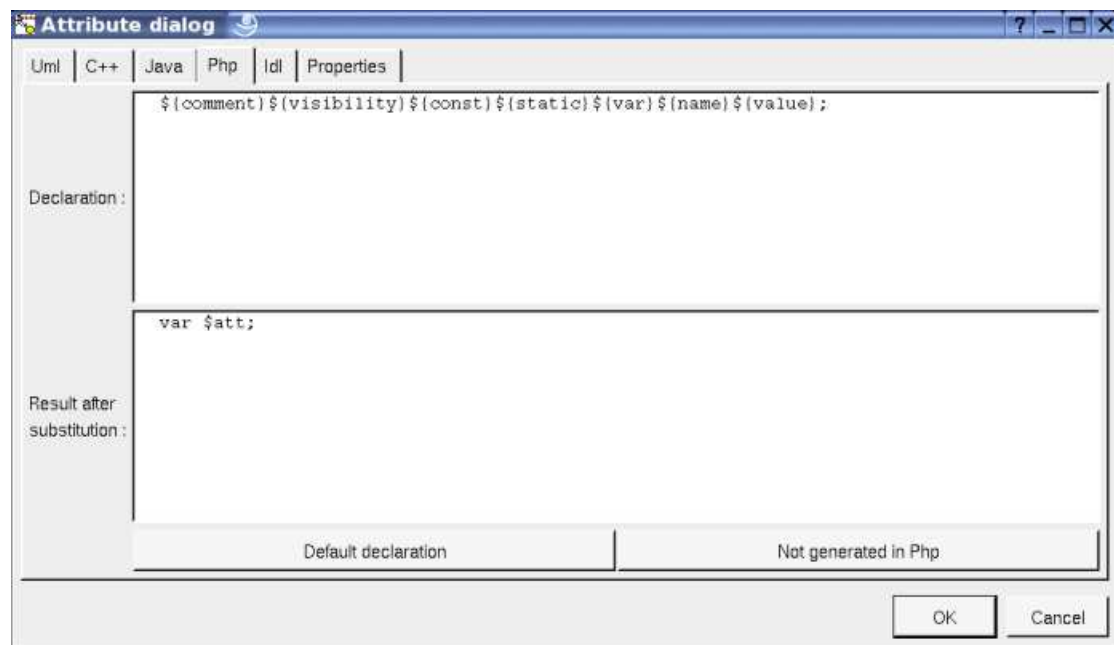 Attribute dialog
? _ □ X
Uml C++ Java Php Idl Properties
${comment}${visibility}${const}${static}${var}${name}${value};
Declaration :
var $att;
Result after
substitution :
Default declaration Not generated in Php
OK Cancel